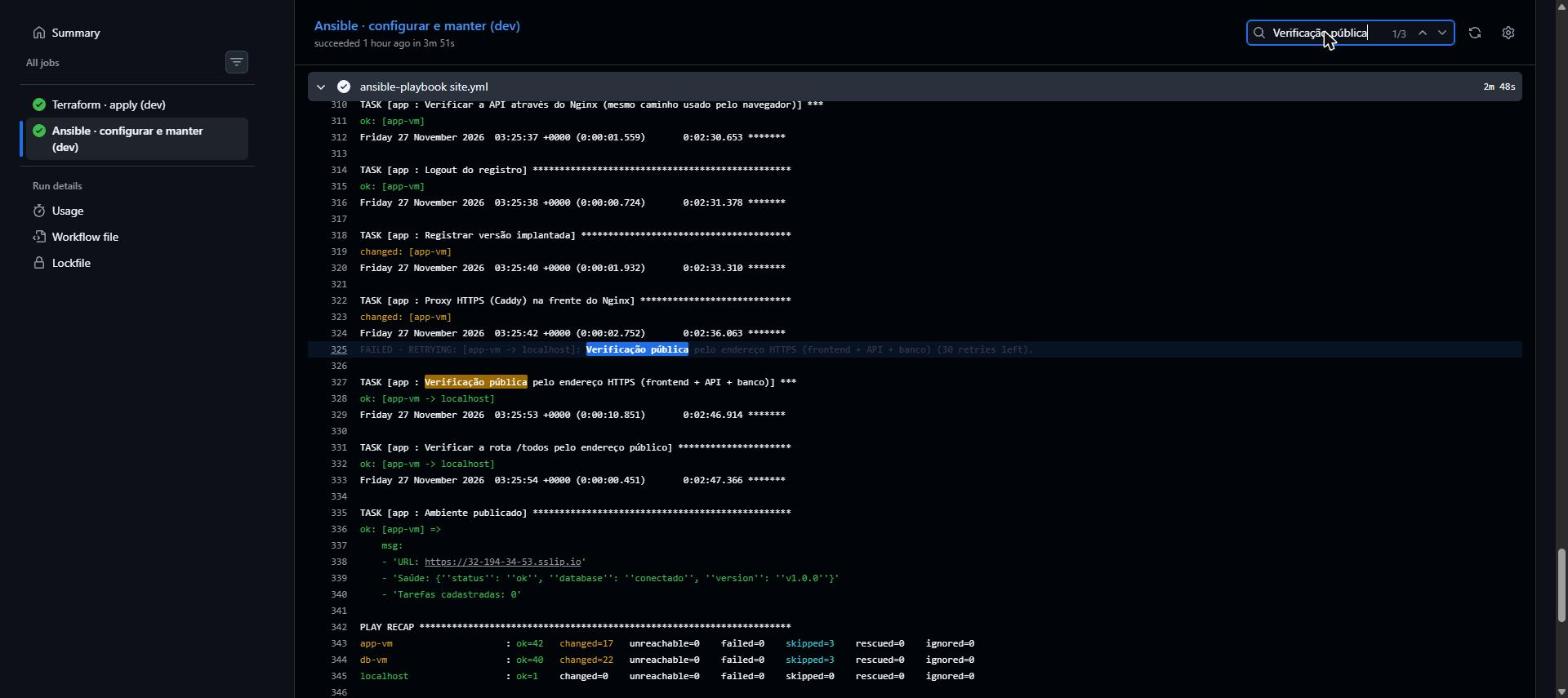 Summary
All jobs
Terraform · apply (dev)
Ansible · configurar e manter
(dev)
Run details
Usage
Workflow file
Lockfile
Ansible · configurar e manter (dev)
succeeded 1 hour ago in 3m 51s
Verificação pública 1/3
ansible-playbook site.yml 2m 48s
310 TASK [app : Verificar a API através do Nginx (mesmo caminho usado pelo navegador)] ***
311 ok: [app-vm]
312 Friday 27 November 2026 03:25:37 +0000 (0:00:01.559) 0:02:30.653 *******
313
314 TASK [app : Logout do registro] ************************************************
315 ok: [app-vm]
316 Friday 27 November 2026 03:25:38 +0000 (0:00:00.724) 0:02:31.378 *******
317
318 TASK [app : Registrar versão implantada] ***************************************
319 changed: [app-vm]
320 Friday 27 November 2026 03:25:40 +0000 (0:00:01.932) 0:02:33.310 *******
321
322 TASK [app : Proxy HTTPS (Caddy) na frente do Nginx] ****************************
323 changed: [app-vm]
324 Friday 27 November 2026 03:25:42 +0000 (0:00:02.752) 0:02:36.063 *******
325 FAILED - RETRYING: [app-vm -> localhost]: Verificação pública pelo endereço HTTPS (frontend + API + banco) (30 retries left).
326
327 TASK [app : Verificação pública pelo endereço HTTPS (frontend + API + banco)] ***
328 ok: [app-vm -> localhost]
329 Friday 27 November 2026 03:25:53 +0000 (0:00:10.851) 0:02:46.914 *******
330
331 TASK [app : Verificar a rota /todos pelo endereço público] *********************
332 ok: [app-vm -> localhost]
333 Friday 27 November 2026 03:25:54 +0000 (0:00:00.451) 0:02:47.366 *******
334
335 TASK [app : Ambiente publicado] ************************************************
336 ok: [app-vm] =>
337 msg:
338 - 'URL: https://32-194-34-53.sslip.io'
339 - 'Saúde: {''status'': ''ok'', ''database'': ''conectado'', ''version'': ''v1.0.0''}'
340 - 'Tarefas cadastradas: 0'
341
342 PLAY RECAP *********************************************************************
343 app-vm : ok=42 changed=17 unreachable=0 failed=0 skipped=3 rescued=0 ignored=0
344 db-vm : ok=40 changed=22 unreachable=0 failed=0 skipped=3 rescued=0 ignored=0
345 localhost : ok=1 changed=0 unreachable=0 failed=0 skipped=0 rescued=0 ignored=0
346